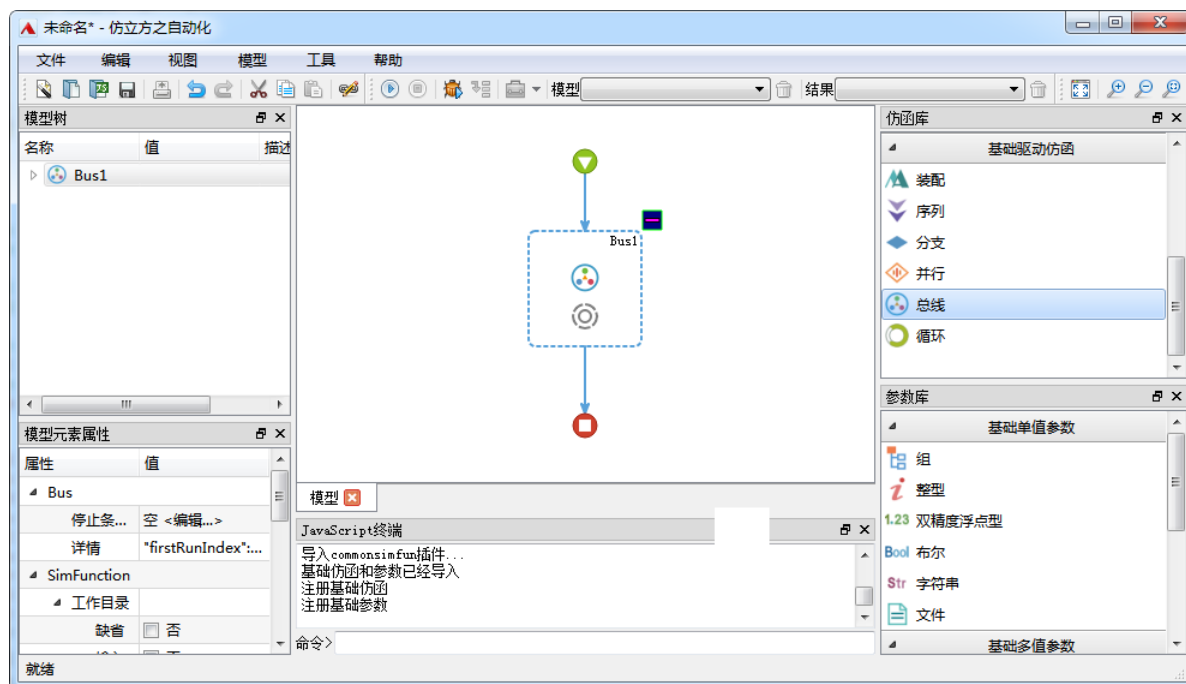 未命名* - 仿立方之自动化
文件 编辑 视图 模型 工具 帮助
模型 结果
模型树
名称 值 描述
Bus1
模型元素属性
属性 值
Bus
停止条... 空 <编辑...>
详情 "firstRunIndex":...
SimFunction
工作目录
缺省 否
就绪
Bus1
模型
JavaScript终端
导入commonsimfun插件...
基础仿函和参数已经导入
注册基础仿函
注册基础参数
命令>
仿函库
基础驱动仿函
装配
序列
分支
并行
总线
循环
参数库
基础单值参数
组
整型
1.23 双精度浮点型
Bool 布尔
Str 字符串
文件
基础多值参数